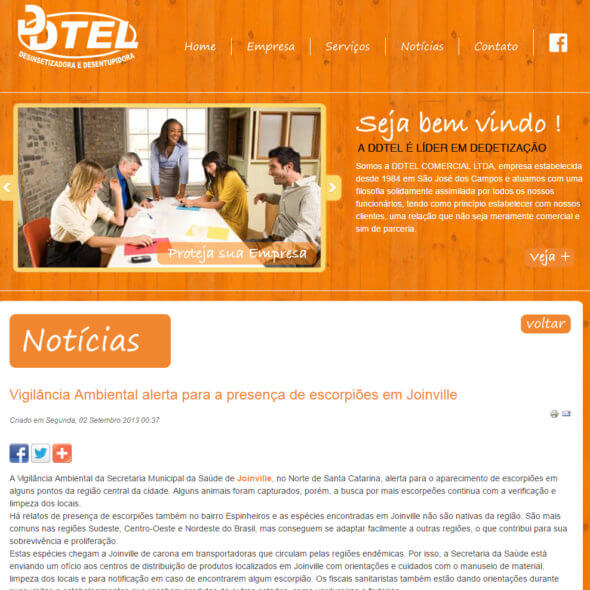 DDTEL
DESINSETIZADORA E DESENTUPIDORA
Home
Empresa
Serviços
Notícias
Contato
Proteja sua Empresa
Seja bem vindo !
A DDTEL É LÍDER EM DEDETIZAÇÃO
Somos a DDTEL COMERCIAL LTDA, empresa estabelecida
desde 1984 em São José dos Campos e atuamos com uma
filosofia solidamente assimilada por todos os nossos
funcionários, tendo como princípio estabelecer com nossos
clientes, uma relação que não seja meramente comercial e
sim de parceria.
Veja +
Notícias
voltar
Vigilância Ambiental alerta para a presença de escorpiões em Joinville
Criado em Segunda, 02 Setembro 2013 00:37
A Vigilância Ambiental da Secretaria Municipal da Saúde de Joinville, no Norte de Santa Catarina, alerta para o aparecimento de escorpiões em
alguns pontos da região central da cidade. Alguns animais foram capturados, porém, a busca por mais escorpeões continua com a verificação e
limpeza dos locais.
Há relatos de presença de escorpiões também no bairro Espinheiros e as espécies encontradas em Joinville não são nativas da região. São mais
comuns nas regiões Sudeste, Centro-Oeste e Nordeste do Brasil, mas conseguem se adaptar facilmente a outras regiões, o que contribui para sua
sobrevivência e proliferação.
Estas espécies chegam a Joinville de carona em transportadoras que circulam pelas regiões endêmicas. Por isso, a Secretaria da Saúde está
enviando um ofício aos centros de distribuição de produtos localizados em Joinville com orientações e cuidados com o manuseio de material,
limpeza dos locais e para notificação em caso de encontrarem algum escorpião. Os fiscais sanitaristas também estão dando orientações durante